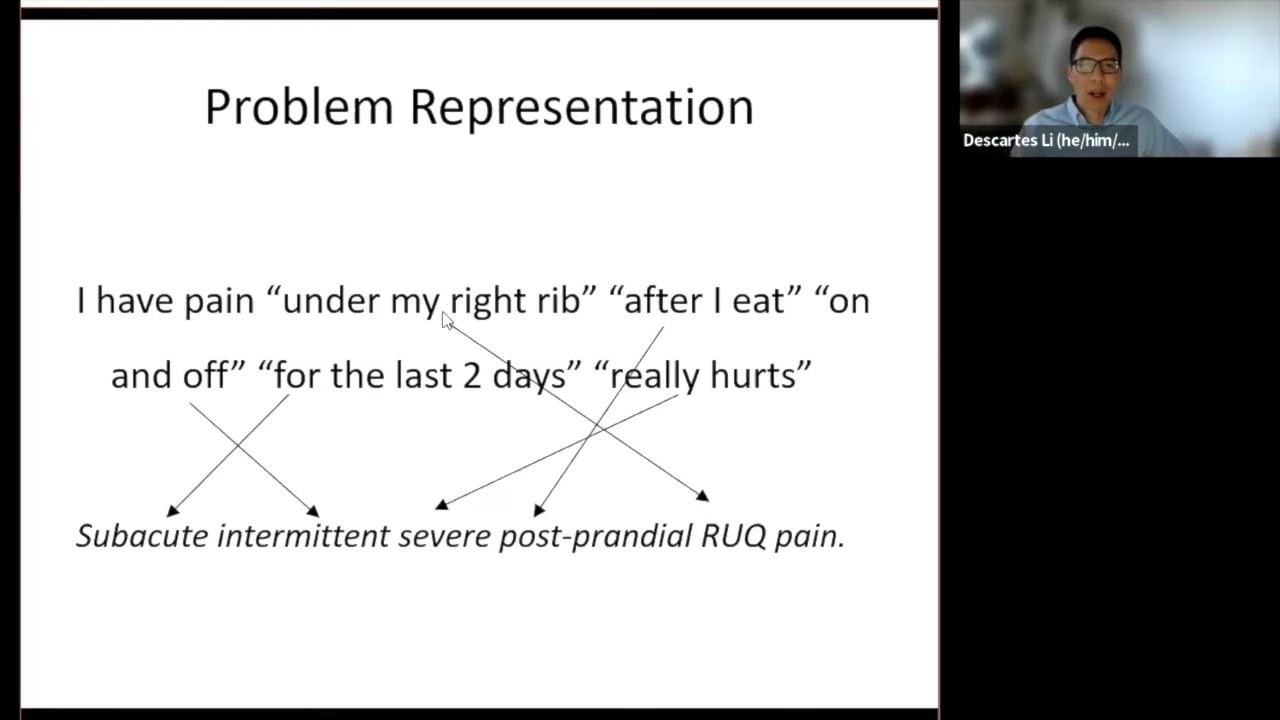 Problem Representation
I have pain “under my right rib” “after I eat” “on
and off” “for the last 2 days” “really hurts”
Subacute intermittent severe post-prandial RUQ pain.
Descartes Li (he/him/...